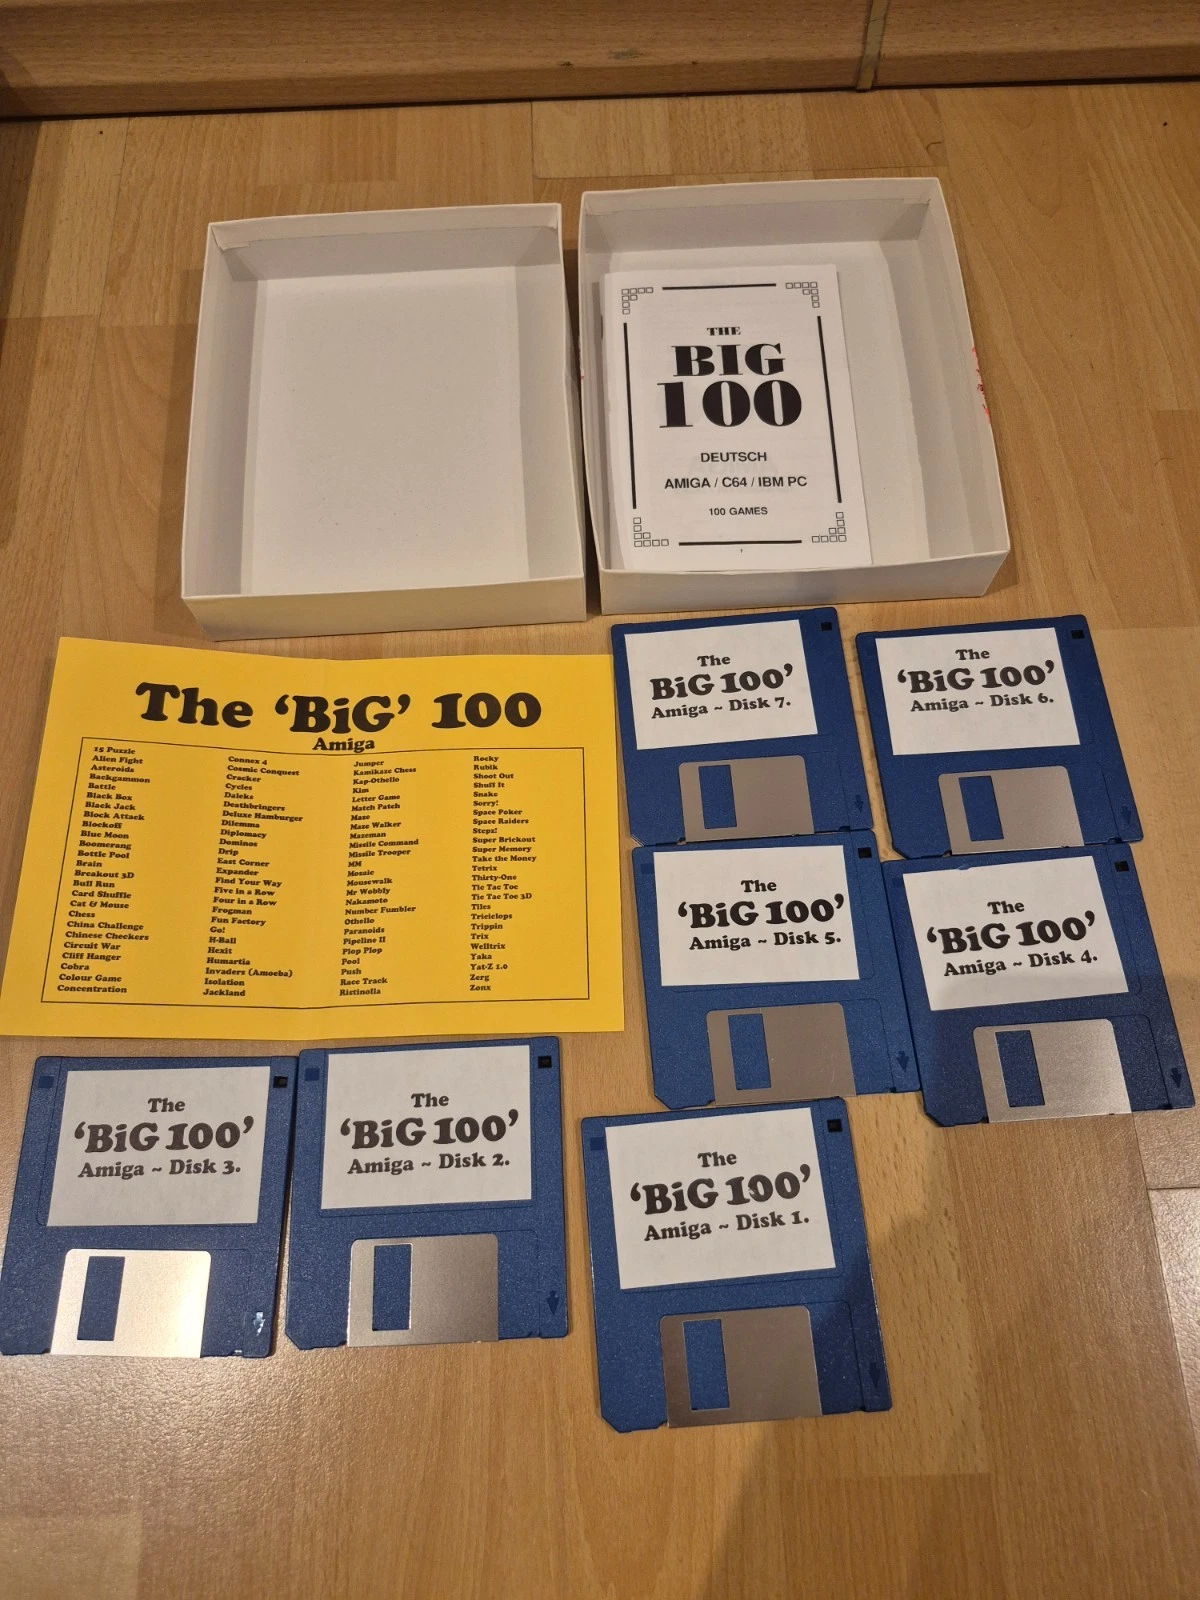 THE
BIG
100
DEUTSCH
AMIGA / C64 / IBM PC
100 GAMES
1
The 'BiG' 100
Amiga
15 Puzzle
Alien Fight
Asteroids
Backgammon
Battle
Black Box
Black Jack
Block Attack
Blockoff
Blue Moon
Boomerang
Bottle Pool
Brain
Breakout 3D
Bull Run
Card Shuffle
Cat & Mouse
Chess
China Challenge
Chinese Checkers
Circuit War
Cliff Hanger
Cobra
Colour Game
Concentration
Connex 4
Cosmic Conquest
Cracker
Cycles
Daleks
Deathbringers
Deluxe Hamburger
Dilemma
Diplomacy
Dominos
Drip
East Corner
Expander
Find Your Way
Five in a Row
Four in a Row
Frogman
Fun Factory
Go!
H-Ball
Hexit
Humartia
Invaders (Amoeba)
Isolation
Jackland
Jumper
Kamikaze Chess
Kap-Othello
Kim
Letter Game
Match Patch
Maze
Maze Walker
Mazeman
Missile Command
Missile Trooper
MM
Mosaic
Mousewalk
Mr Wobbly
Nakamoto
Number Fumbler
Othello
Paranoids
Pipeline II
Plop Plop
Pool
Push
Race Track
Ristinolla
Rocky
Rubik
Shoot Out
Shuff It
Snake
Sorry!
Space Poker
Space Raiders
Steps!
Super Brickout
Super Memory
Take the Money
Tetrix
Thirty-One
Tic Tac Toe
Tic Tac Toe 3D
Tiles
Triciclops
Trippin
Trix
Welltrix
Yaka
Yat-Z 1.0
Zerg
Zonx
The
BiG 100'
Amiga ~ Disk 7.
The
'BiG 100'
Amiga ~ Disk 6.
The
'BiG 100'
Amiga ~ Disk 5.
The
'BiG 100'
Amiga ~ Disk 4.
The
'BiG 100'
Amiga ~ Disk 3.
The
'BiG 100'
Amiga ~ Disk 2.
The
'BiG 100'
Amiga ~ Disk 1.